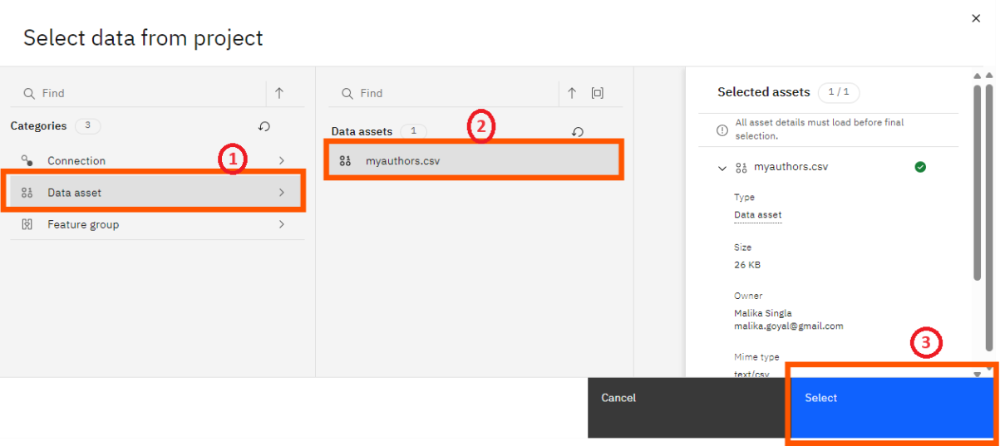 Select data from project
Find
Categories 3
Connection
1
Data asset
Feature group
Find
2
Data assets 1
myauthors.csv
Selected assets 1 / 1
All asset details must load before final
selection.
myauthors.csv
Type
Data asset
Size
26 KB
Owner
Malika Singla
malika.goyal@gmail.com
Mime type
text/csv
3
Cancel
Select